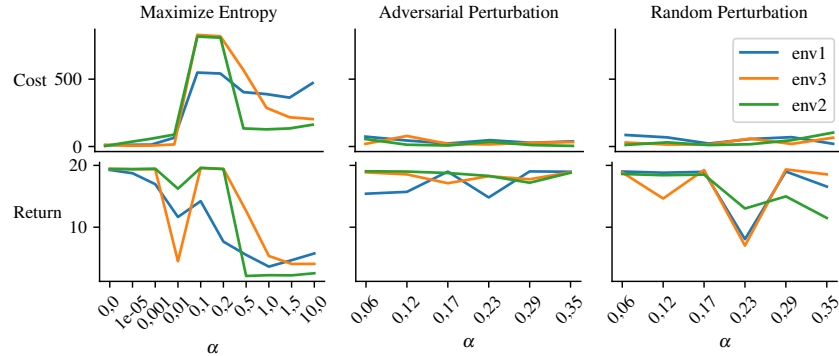 Maximize Entropy
Adversarial Perturbation
Random Perturbation
Cost
500
0
env1
env3
env2
Return
20
10
0,0
1e-05
0,001
0,01
0,1
0,2
0,5
1,0
1,5
10,0
α
0,06
0,12
0,17
0,23
0,29
0,35
α
0,06
0,12
0,17
0,23
0,29
0,35
α